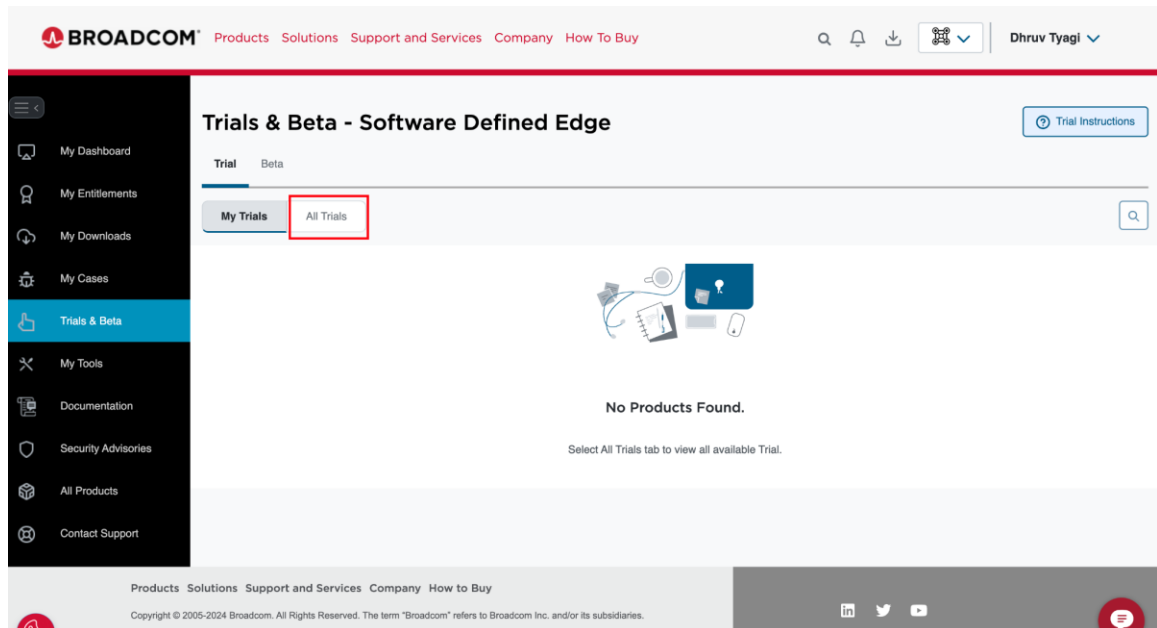 BROADCOM Products Solutions Support and Services Company How To Buy Dhruv Tyagi
Trials & Beta - Software Defined Edge
Trial Instructions
Trial Beta
My Trials All Trials
My Dashboard
My Entitlements
My Downloads
My Cases
Trials & Beta
My Tools
Documentation
Security Advisories
All Products
Contact Support
No Products Found.
Select All Trials tab to view all available Trial.
Products Solutions Support and Services Company How to Buy
Copyright © 2005-2024 Broadcom. All Rights Reserved. The term “Broadcom” refers to Broadcom Inc. and/or its subsidiaries.